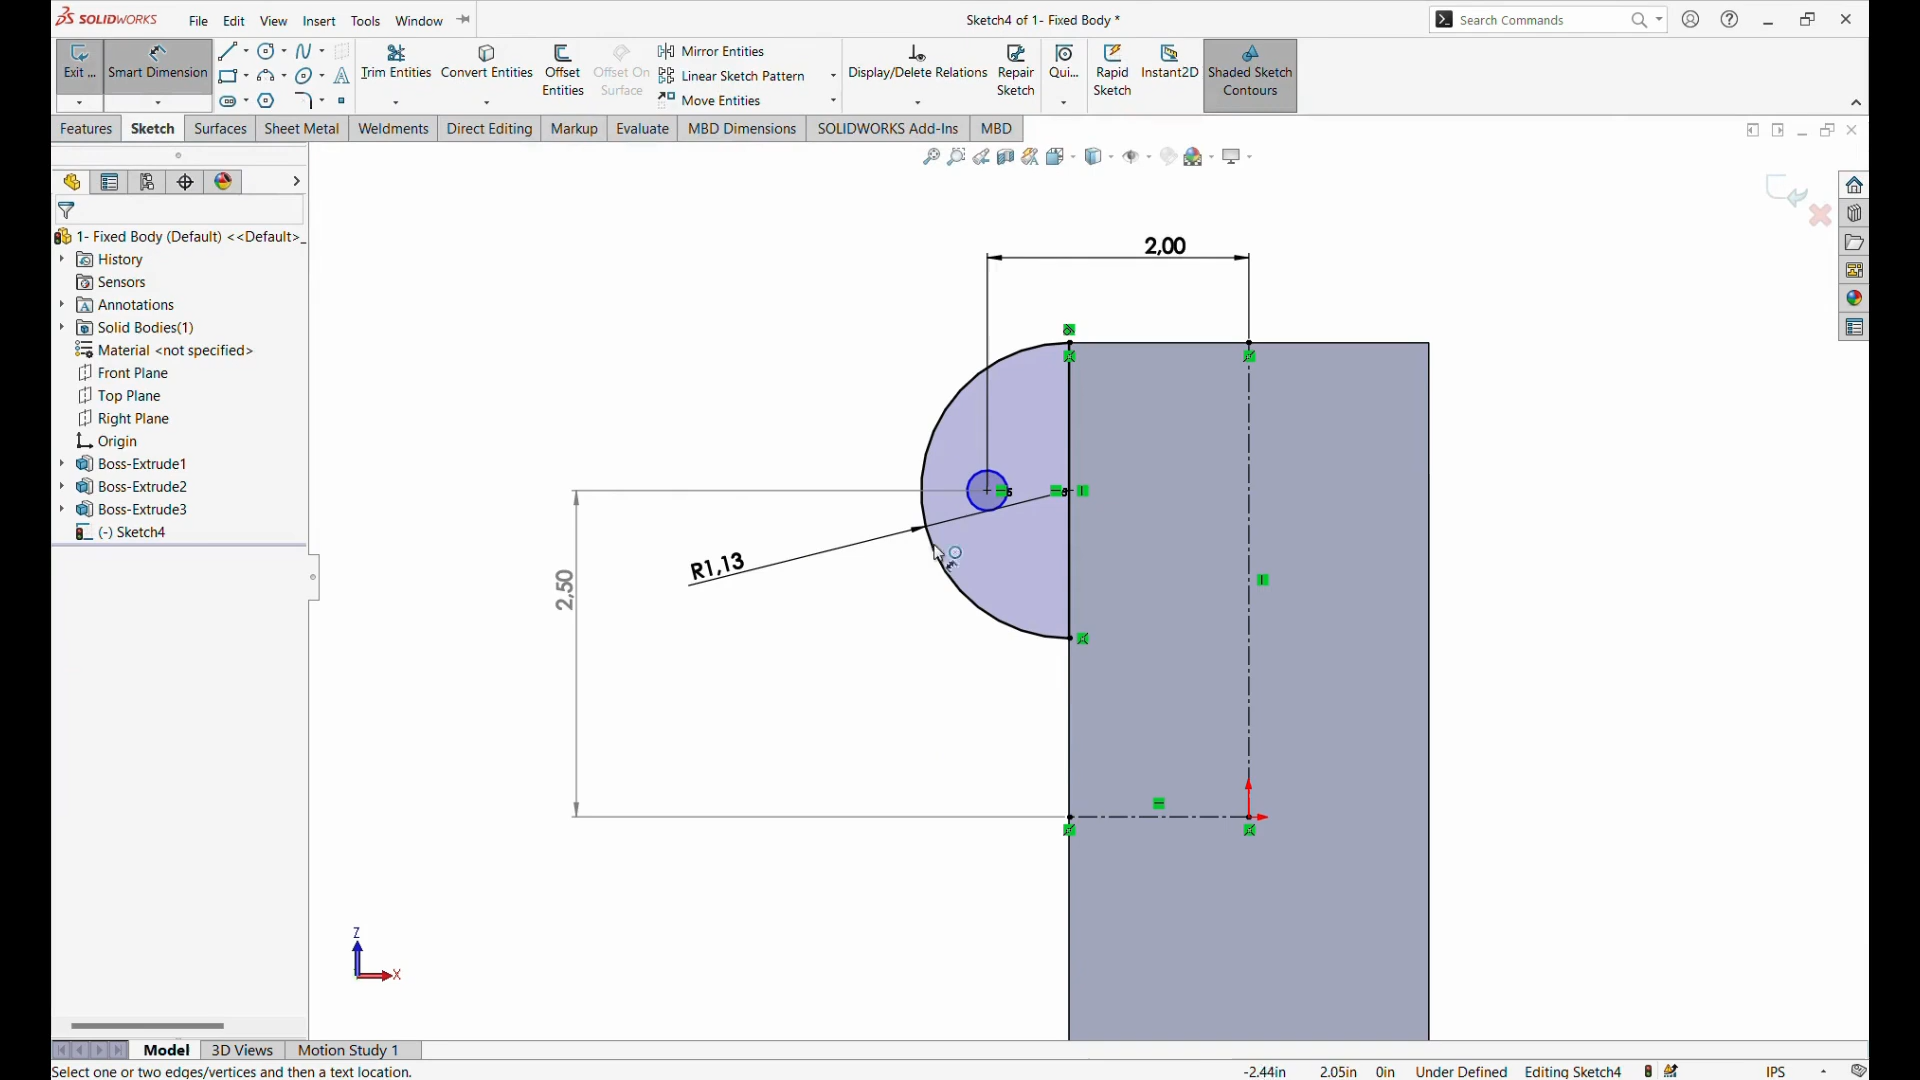 SOLIDWORKS File Edit View Insert Tools Window Sketch4 of 1- Fixed Body * Search Commands
Exit ... Smart Dimension Trim Entities Convert Entities Offset Entities Offset On Surface Mirror Entities Linear Sketch Pattern Move Entities Display/Delete Relations Repair Sketch Qui... Rapid Sketch Instant2D Shaded Sketch Contours
Features Sketch Surfaces Sheet Metal Weldments Direct Editing Markup Evaluate MBD Dimensions SOLIDWORKS Add-Ins MBD
1- Fixed Body (Default) <<Default>_
History
Sensors
Annotations
Solid Bodies(1)
Material <not specified>
Front Plane
Top Plane
Right Plane
Origin
Boss-Extrude1
Boss-Extrude2
Boss-Extrude3
(-) Sketch4
2,00
R1,13
2,50
Z
X
Model 3D Views Motion Study 1
Select one or two edges/vertices and then a text location. -2.44in 2.05in 0in Under Defined Editing Sketch4 IPS